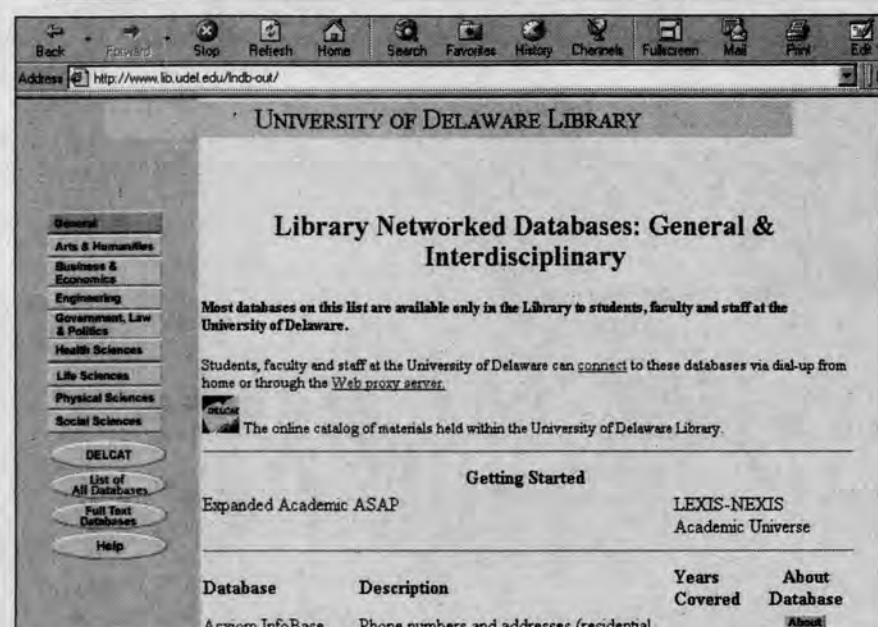 Back
Forward
Stop
Refresh
Home
Search
Favorites
History
Channels
Fullscreen
Mail
Print
Edit
Address http://www.lib.udel.edu/lndb-out/
UNIVERSITY OF DELAWARE LIBRARY
General
Arts & Humanities
Business &
Economics
Engineering
Government, Law
& Politics
Health Sciences
Life Sciences
Physical Sciences
Social Sciences
DELCAT
List of
All Databases
Full Text
Databases
Help
Library Networked Databases: General &
Interdisciplinary
Most databases on this list are available only in the Library to students, faculty and staff at the
University of Delaware.
Students, faculty and staff at the University of Delaware can connect to these databases via dial-up from
home or through the Web proxy server.
DELCAT
The online catalog of materials held within the University of Delaware Library.
Getting Started
Expanded Academic ASAP
LEXIS-NEXIS
Academic Universe
Database
Description
Years
Covered
About
Database
InfoBase
Phone numbers and addresses (residential
About